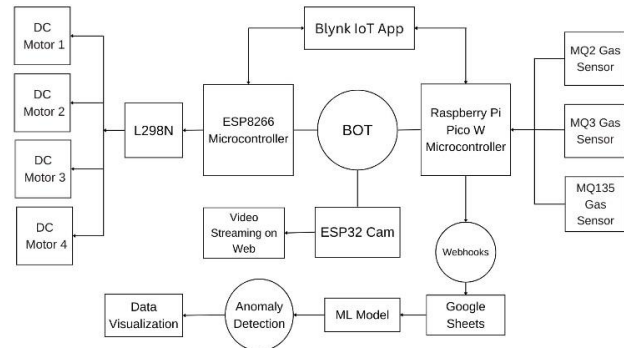 DC
Motor 1
DC
Motor 2
DC
Motor 3
DC
Motor 4
L298N
Blynk IoT App
ESP8266
Microcontroller
BOT
Raspberry Pi
Pico W
Microcontroller
MQ2 Gas
Sensor
MQ3 Gas
Sensor
MQ135
Gas
Sensor
Video
Streaming on
Web
ESP32 Cam
Webhooks
Data
Visualization
Anomaly
Detection
ML Model
Google
Sheets